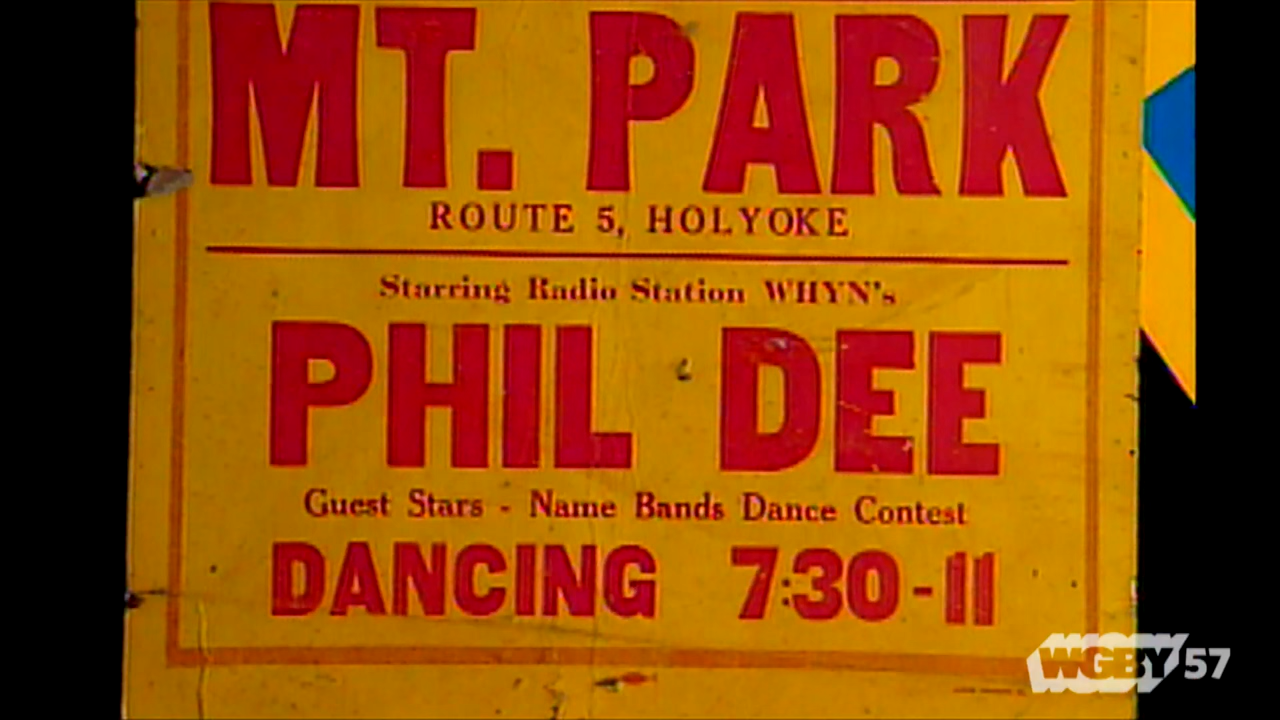 MT. PARK
ROUTE 5, HOLYOKE
Starring Radio Station WHYN's
PHIL DEE
Guest Stars - Name Bands Dance Contest
DANCING 7:30-11
WGBY 57